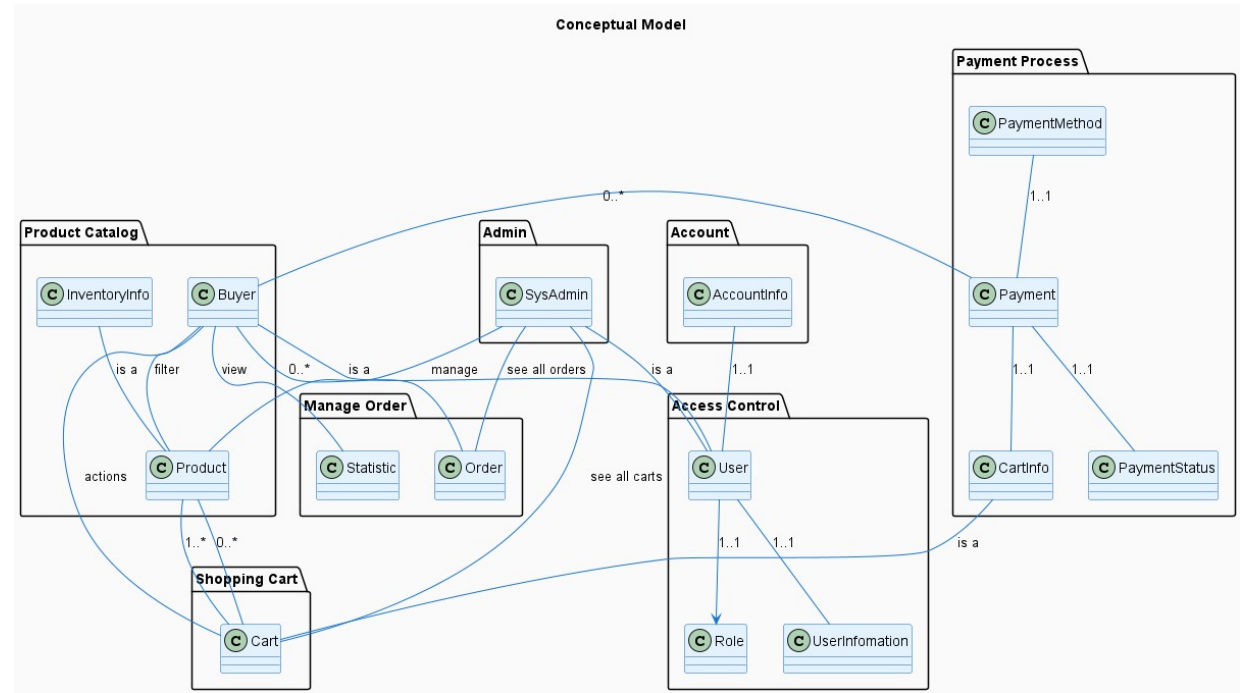 Conceptual Model
Payment Process
C PaymentMethod
0..*
1..1
Product Catalog
Admin
Account
C InventoryInfo
C Buyer
C SysAdmin
C AccountInfo
C Payment
is a
filter
view
0..*
is a
manage
see all orders
is a
1..1
1..1
1..1
Manage Order
Access Control
C Product
C Statistic
C Order
C User
C CartInfo
C PaymentStatus
actions
see all carts
1..*
0..*
1..1
1..1
is a
Shopping Cart
C Cart
C Role
C UserInfomation